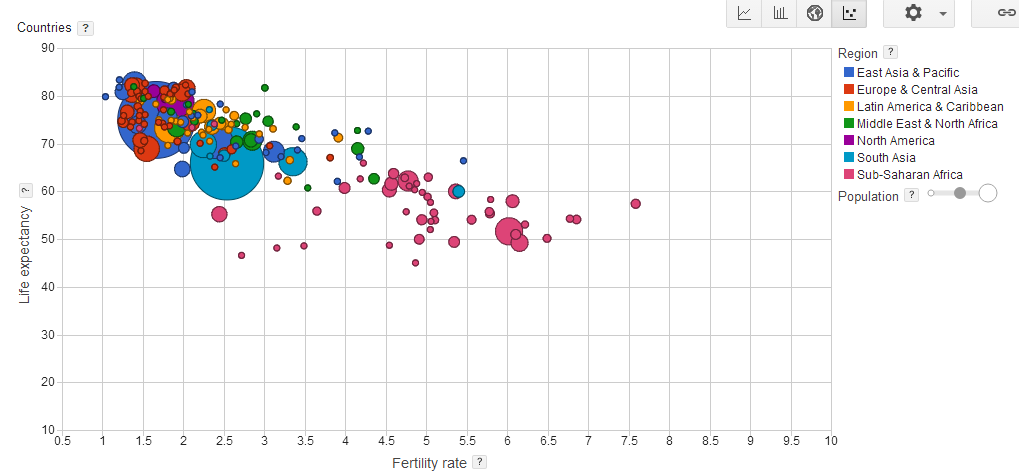 Countries ?
90
80
70
60
50
40
30
20
10
Life expectancy ?
0.5 1 1.5 2 2.5 3 3.5 4 4.5 5 5.5 6 6.5 7 7.5 8 8.5 9 9.5 10
Fertility rate ?
Region ?
East Asia & Pacific
Europe & Central Asia
Latin America & Caribbean
Middle East & North Africa
North America
South Asia
Sub-Saharan Africa
Population ?